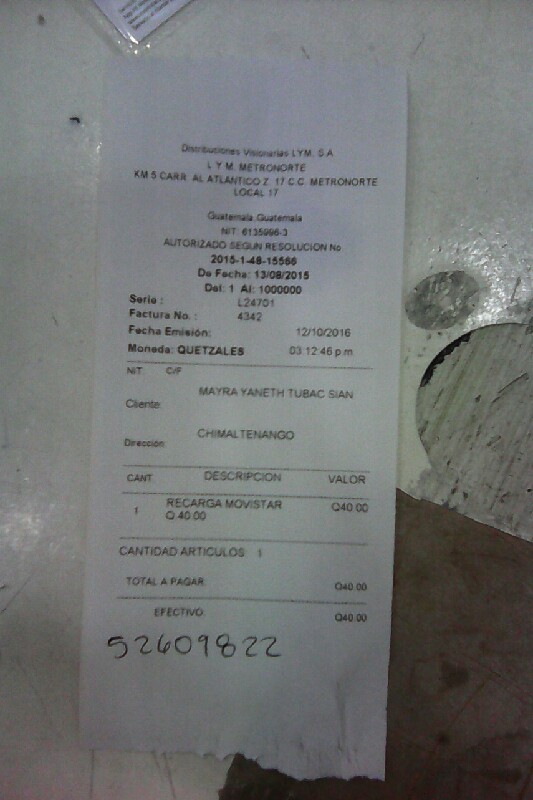 Distribuciones Visionarias LYM, S.A
L Y M METRONORTE
KM 5 CARR. AL ATLANTICO Z. 17 C.C. METRONORTE
LOCAL 17
Guatemala,Guatemala
NIT: 6135996-3
AUTORIZADO SEGUN RESOLUCION No
2015-1-48-15566
De Fecha: 13/08/2015
Del: 1 Al: 1000000
Serie : L24701
Factura No. : 4342
Fecha Emisión: 12/10/2016
Moneda: QUETZALES 03:12:46 p.m
NIT: C/F
Cliente: MAYRA YANETH TUBAC SIAN
Dirección: CHIMALTENANGO
CANT. DESCRIPCION VALOR
1 RECARGA MOVISTAR Q40.00
Q.40.00
CANTIDAD ARTICULOS: 1
TOTAL A PAGAR: Q40.00
EFECTIVO: Q40.00
52609822